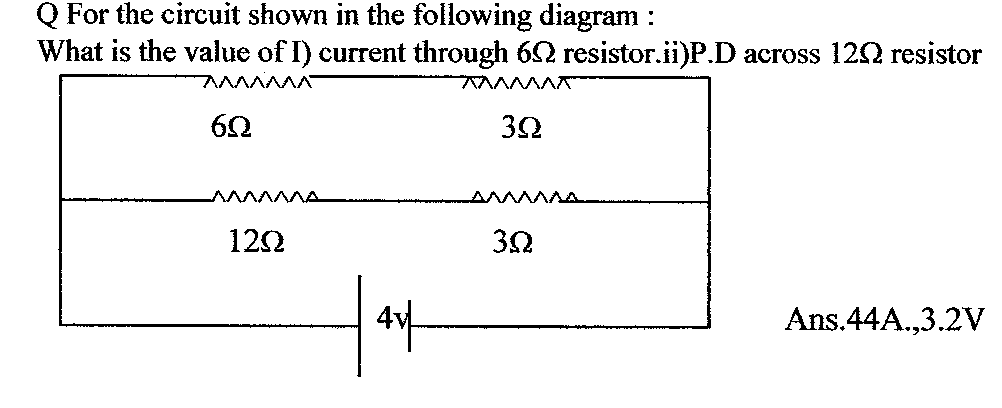 Q For the circuit shown in the following diagram :
What is the value of I) current through 6Ω resistor.ii)P.D across 12Ω resistor
6Ω 3Ω
12Ω 3Ω
4v
Ans.44A.,3.2V